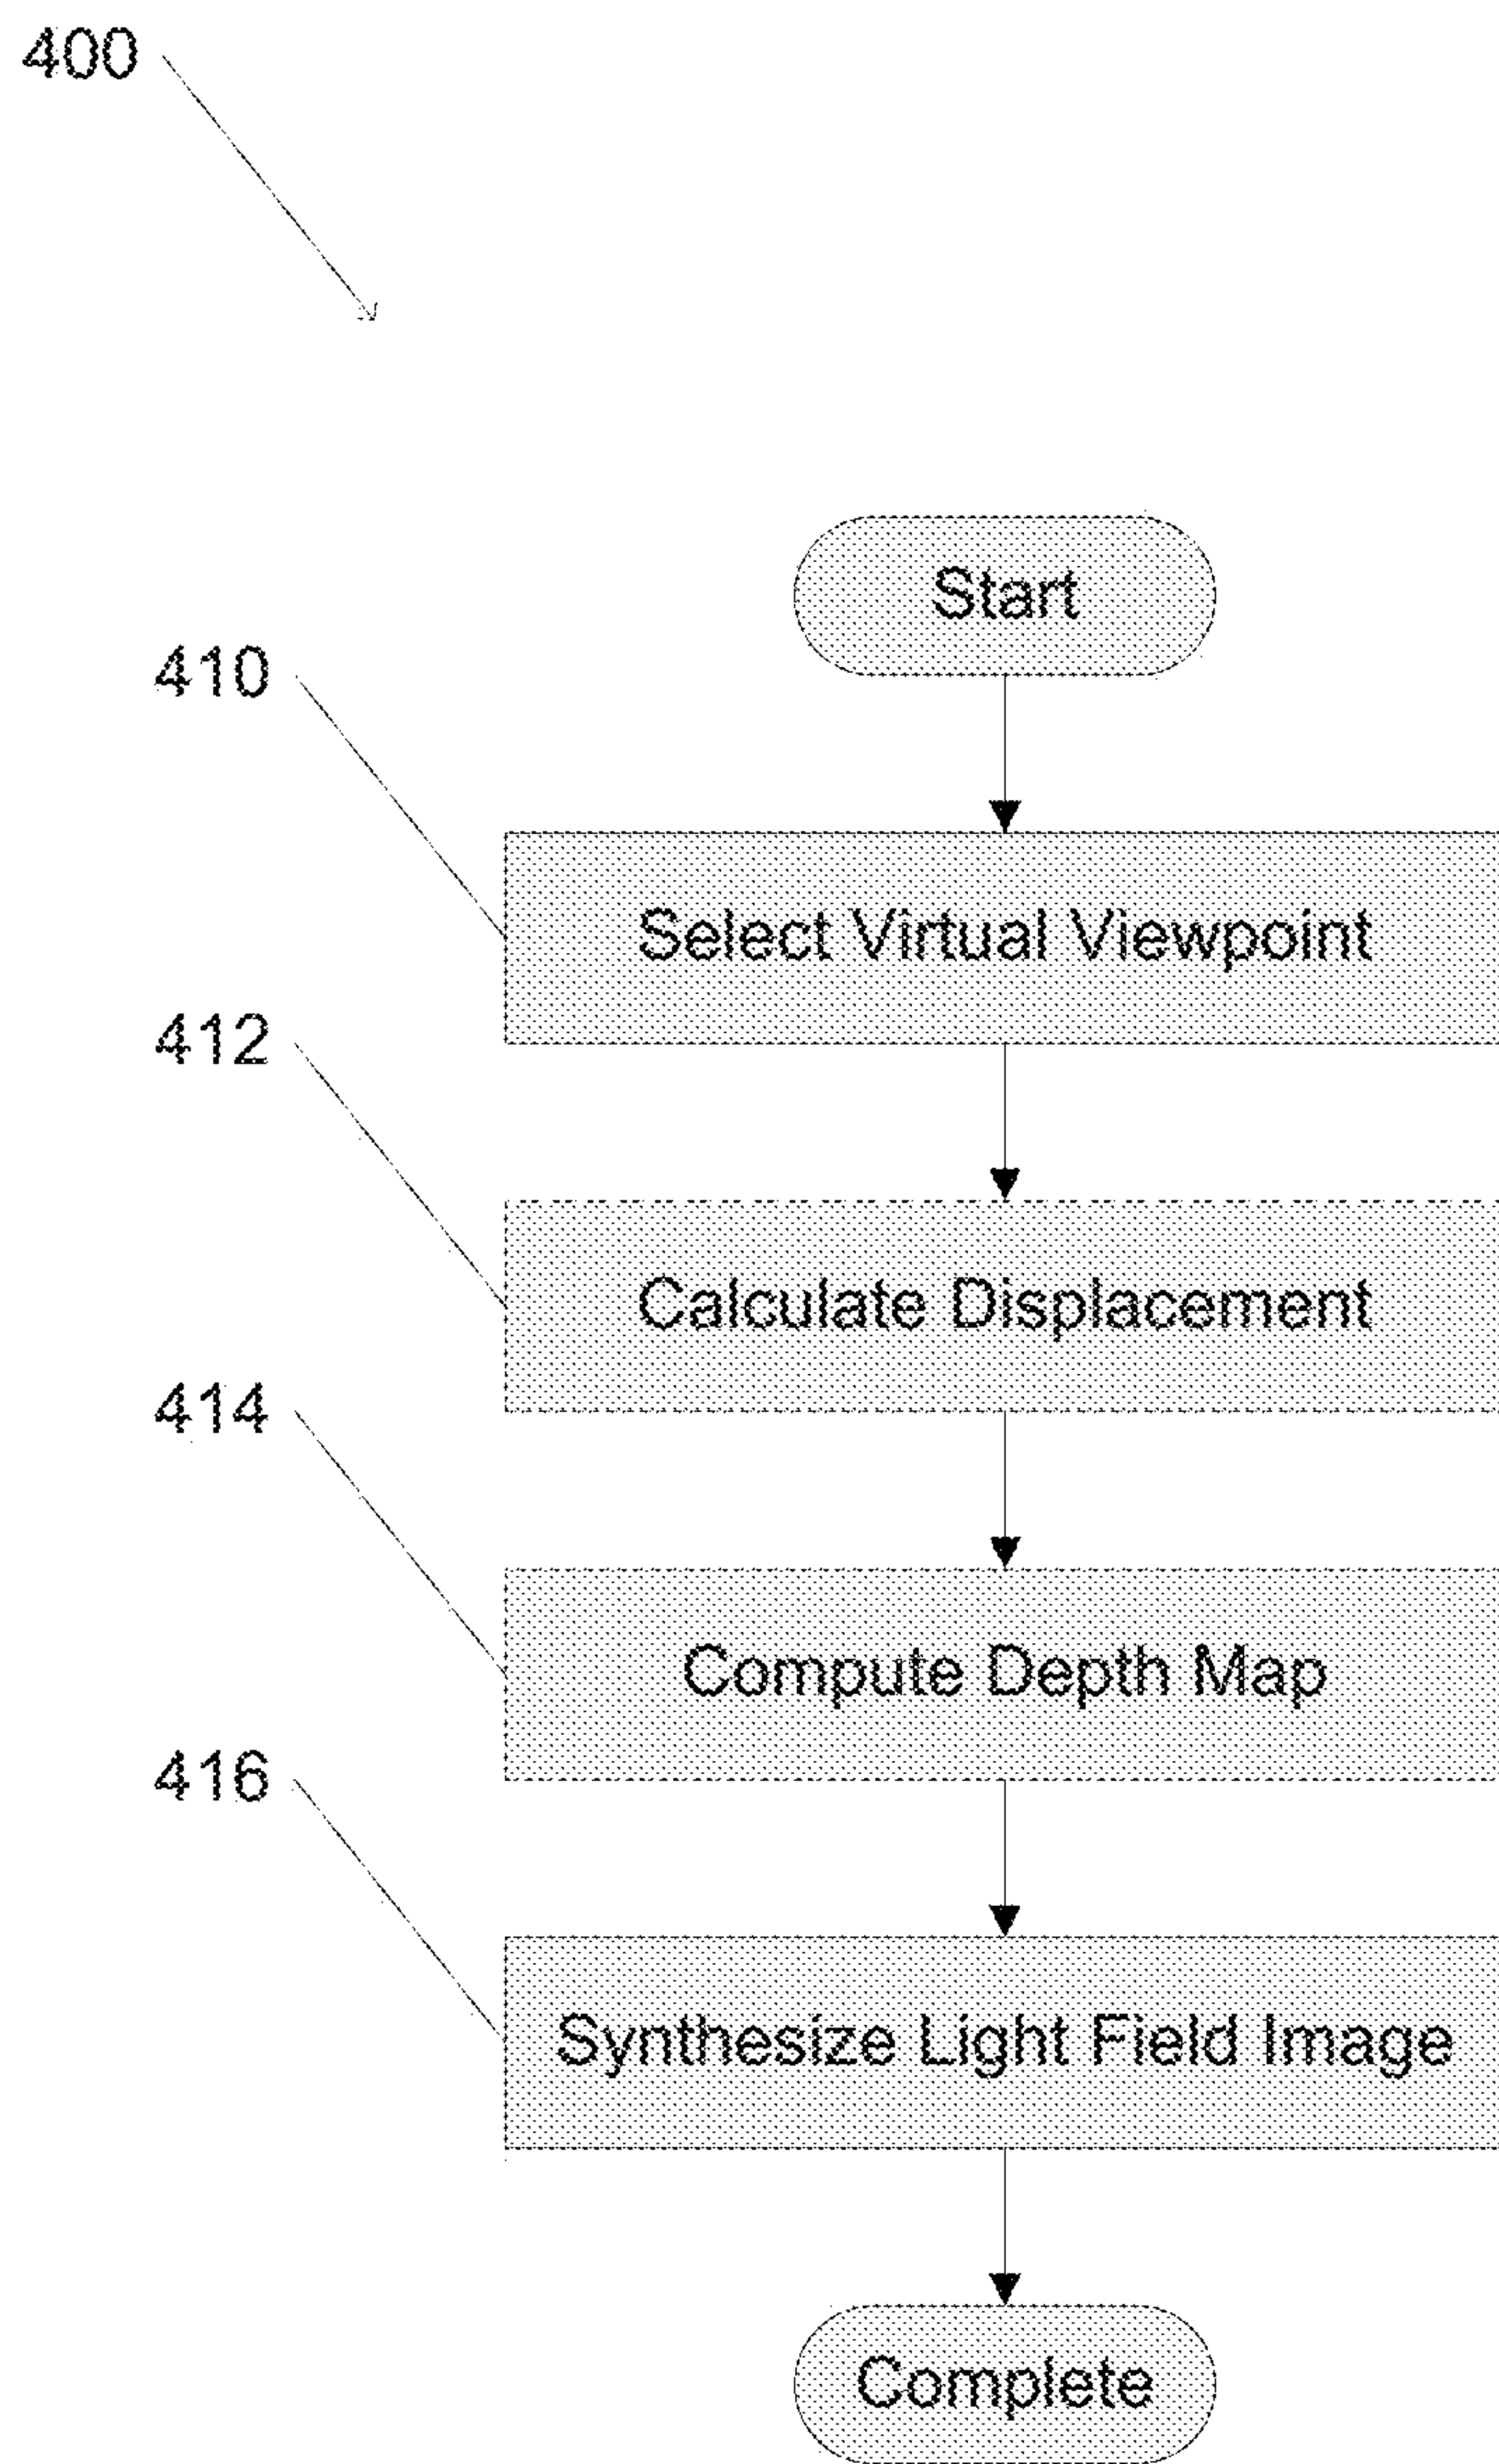 400
Start
410
Select Virtual Viewpoint
412
Calculate Displacement
414
Compute Depth Map
416
Synthesize Light Field Image
Complete